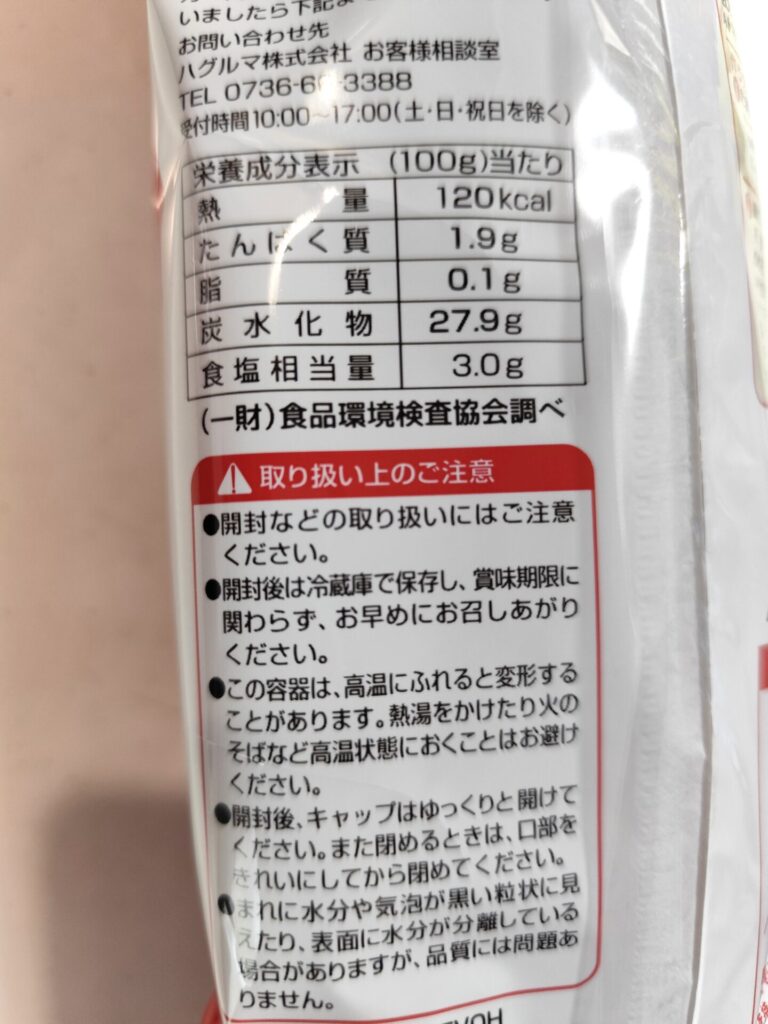 いましたら下記ま
お問い合わせ先
ハグルマ株式会社 お客様相談室
TEL 0736-6 -3388
受付時間10:00〜17:00(土・日・祝日を除く)
栄養成分表示 (100g)当たり
熱量 120kcal
たんぱく質 1.9g
脂質 0.1g
炭水化物 27.9g
食塩相当量 3.0g
(一財)食品環境検査協会調べ
取り扱い上のご注意
●開封などの取り扱いにはご注意
ください。
●開封後は冷蔵庫で保存し、賞味期限に
関わらず、お早めにお召しあがり
ください。
●この容器は、高温にふれると変形する
ことがあります。熱湯をかけたり火の
そばなど高温状態におくことはお避け
ください。
●開封後、キャップはゆっくりと開けて
ください。また閉めるときは、口部を
きれいにしてから閉めてください。
●まれに水分や気泡が黒い粒状に見
えたり、表面に水分が分離している
場合がありますが、品質には問題あ
りません。